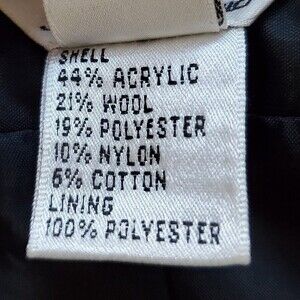 SHELL
44% ACRYLIC
21% WOOL
19% POLYESTER
10% NYLON
6% COTTON
LINING
100% POLYESTER